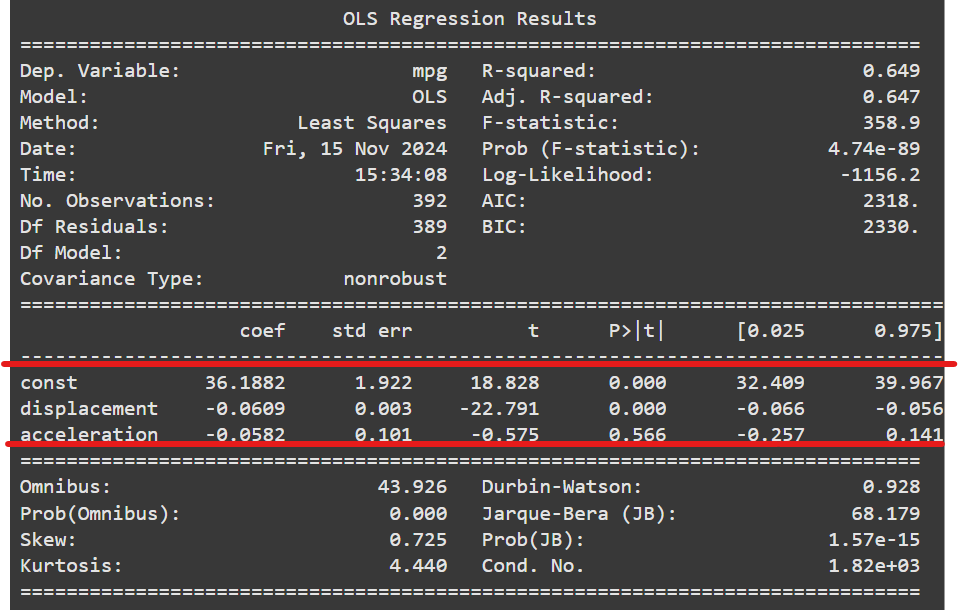 OLS Regression Results
==============================================================================
Dep. Variable: mpg R-squared: 0.649
Model: OLS Adj. R-squared: 0.647
Method: Least Squares F-statistic: 358.9
Date: Fri, 15 Nov 2024 Prob (F-statistic): 4.74e-89
Time: 15:34:08 Log-Likelihood: -1156.2
No. Observations: 392 AIC: 2318.
Df Residuals: 389 BIC: 2330.
Df Model: 2
Covariance Type: nonrobust
================================================================================
coef std err t P>|t| [0.025 0.975]
--------------------------------------------------------------------------------
const 36.1882 1.922 18.828 0.000 32.409 39.967
displacement -0.0609 0.003 -22.791 0.000 -0.066 -0.056
acceleration -0.0582 0.101 -0.575 0.566 -0.257 0.141
==============================================================================
Omnibus: 43.926 Durbin-Watson: 0.928
Prob(Omnibus): 0.000 Jarque-Bera (JB): 68.179
Skew: 0.725 Prob(JB): 1.57e-15
Kurtosis: 4.440 Cond. No. 1.82e+03
==============================================================================